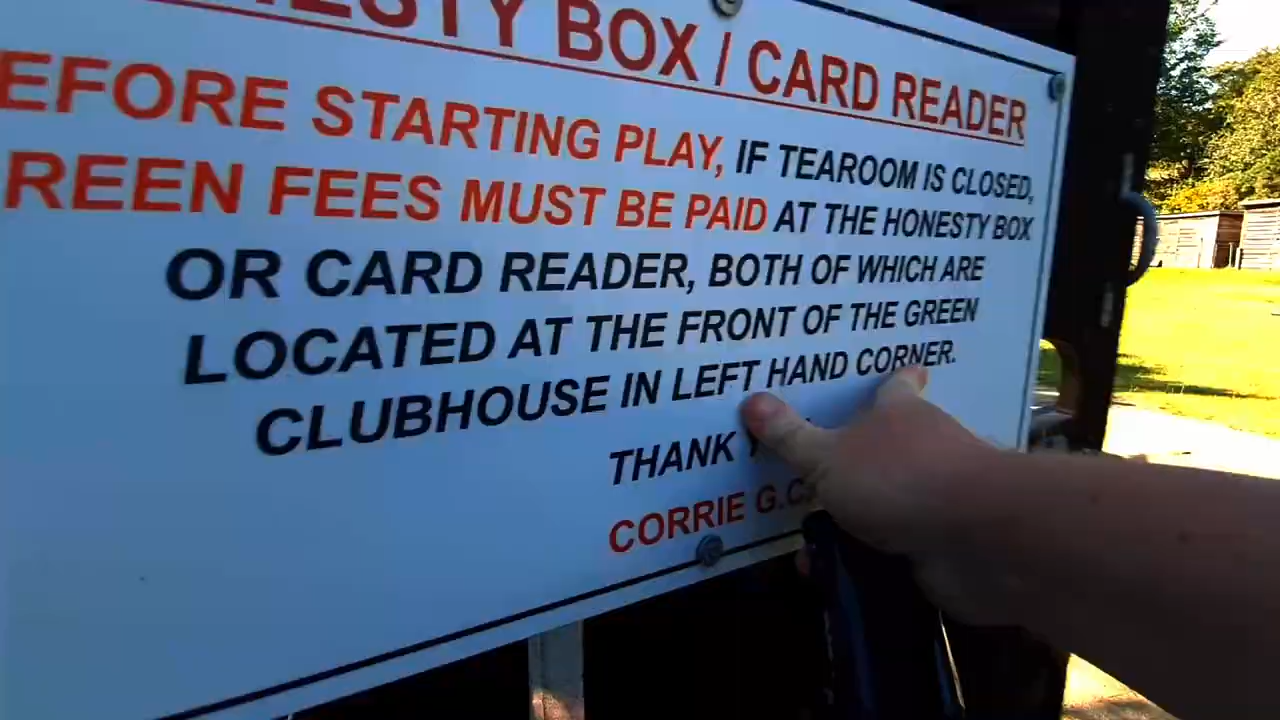 ESTY BOX / CARD READER
EFORE STARTING PLAY, IF TEAROOM IS CLOSED,
REEN FEES MUST BE PAID AT THE HONESTY BOX
OR CARD READER, BOTH OF WHICH ARE
LOCATED AT THE FRONT OF THE GREEN
CLUBHOUSE IN LEFT HAND CORNER.
THANK
CORRIE G.C